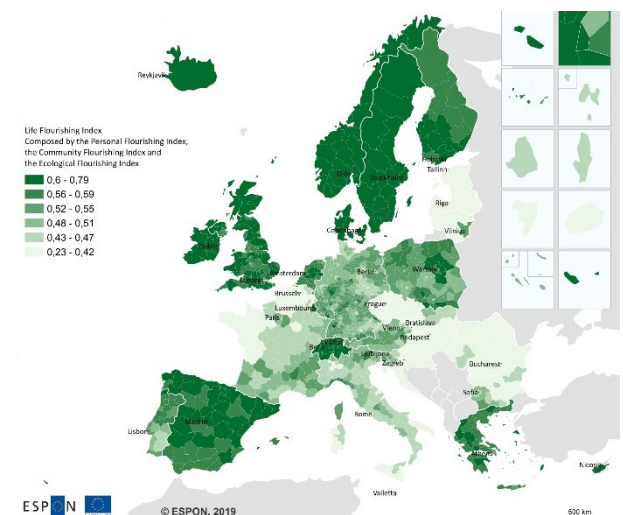 Reykjavik
Life Flourishing Index
Composed by the Personal Flourishing Index,
the Community Flourishing Index and
the Ecological Flourishing Index
0,6 - 0,79
0,56 - 0,59
0,52 - 0,55
0,48 - 0,51
0,43 - 0,47
0,23 - 0,42
Oslo
Stockholm
Tallinn
Riga
Vilnius
Dublin
London
Amsterdam
Berlin
Warsaw
Brussels
Luxembourg
Prague
Paris
Vienna
Bratislava
Budapest
Ljubljana
Zagreb
Bucharest
Sofia
Rome
Madrid
Lisbon
Athens
Nicosia
Valletta
ESPON
© ESPON, 2019
500 km